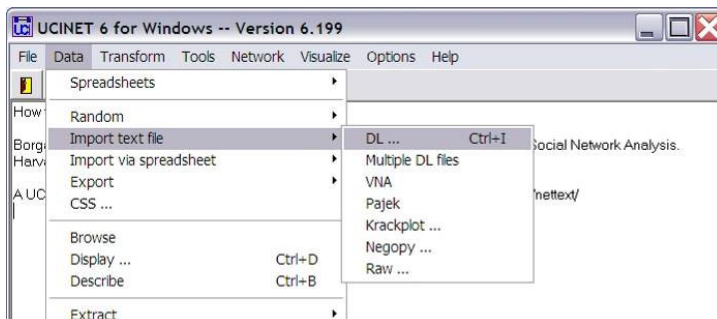 UCINET 6 for Windows -- Version 6.199
File Data Transform Tools Network Visualize Options Help
Spreadsheets
How
Random
Import text file
DL ... Ctrl+I
Social Network Analysis.
Import via spreadsheet
Multiple DL files
Export
VNA
A UC
/nettext/
CSS ...
Pajek
Krackplot ...
Browse
Negopy ...
Display ... Ctrl+D
Raw ...
Describe Ctrl+B
Extract